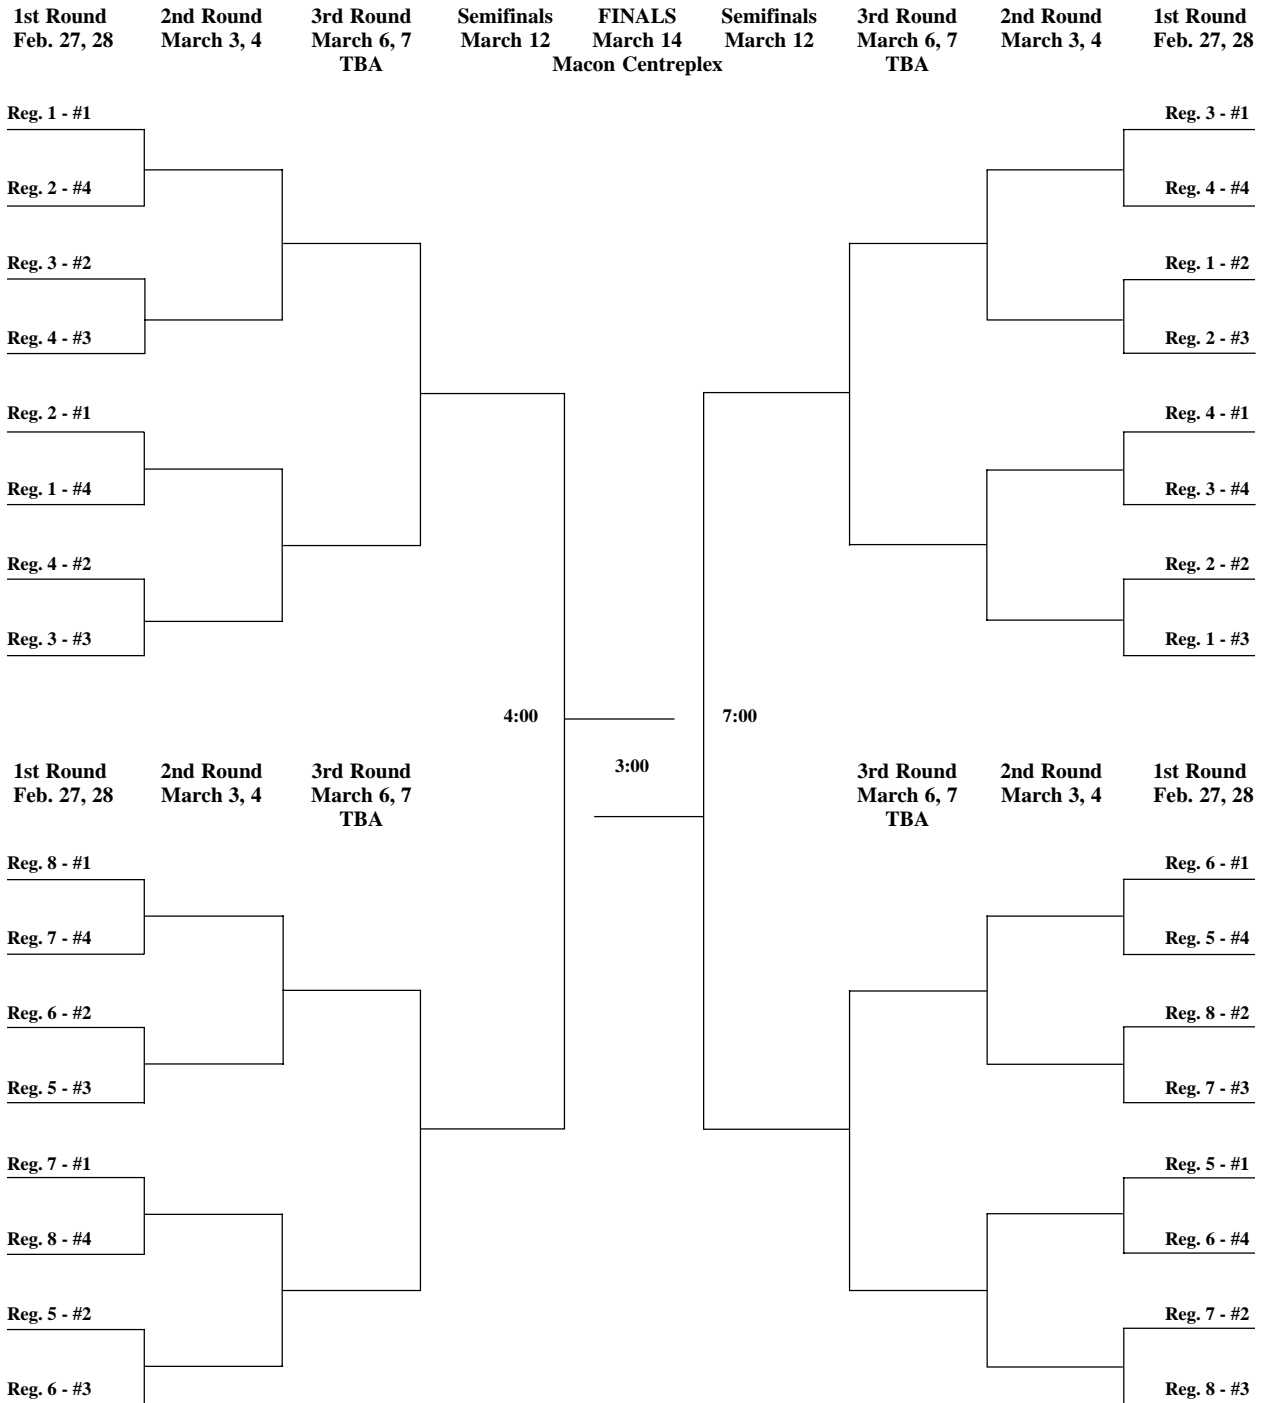 1st Round 2nd Round 3rd Round Semifinals FINALS Semifinals 3rd Round 2nd Round 1st Round
Feb. 27, 28 March 3, 4 March 6, 7 March 12 March 14 March 12 March 6, 7 March 3, 4 Feb. 27, 28
TBA Macon Centreplex TBA
Reg. 1 - #1 Reg. 3 - #1
Reg. 2 - #4 Reg. 4 - #4
Reg. 3 - #2 Reg. 1 - #2
Reg. 4 - #3 Reg. 2 - #3
Reg. 2 - #1 Reg. 4 - #1
Reg. 1 - #4 Reg. 3 - #4
Reg. 4 - #2 Reg. 2 - #2
Reg. 3 - #3 Reg. 1 - #3
4:00 7:00
3:00
1st Round 2nd Round 3rd Round 3rd Round 2nd Round 1st Round
Feb. 27, 28 March 3, 4 March 6, 7 March 6, 7 March 3, 4 Feb. 27, 28
TBA TBA
Reg. 8 - #1 Reg. 6 - #1
Reg. 7 - #4 Reg. 5 - #4
Reg. 6 - #2 Reg. 8 - #2
Reg. 5 - #3 Reg. 7 - #3
Reg. 7 - #1 Reg. 5 - #1
Reg. 8 - #4 Reg. 6 - #4
Reg. 5 - #2 Reg. 7 - #2
Reg. 6 - #3 Reg. 8 - #3